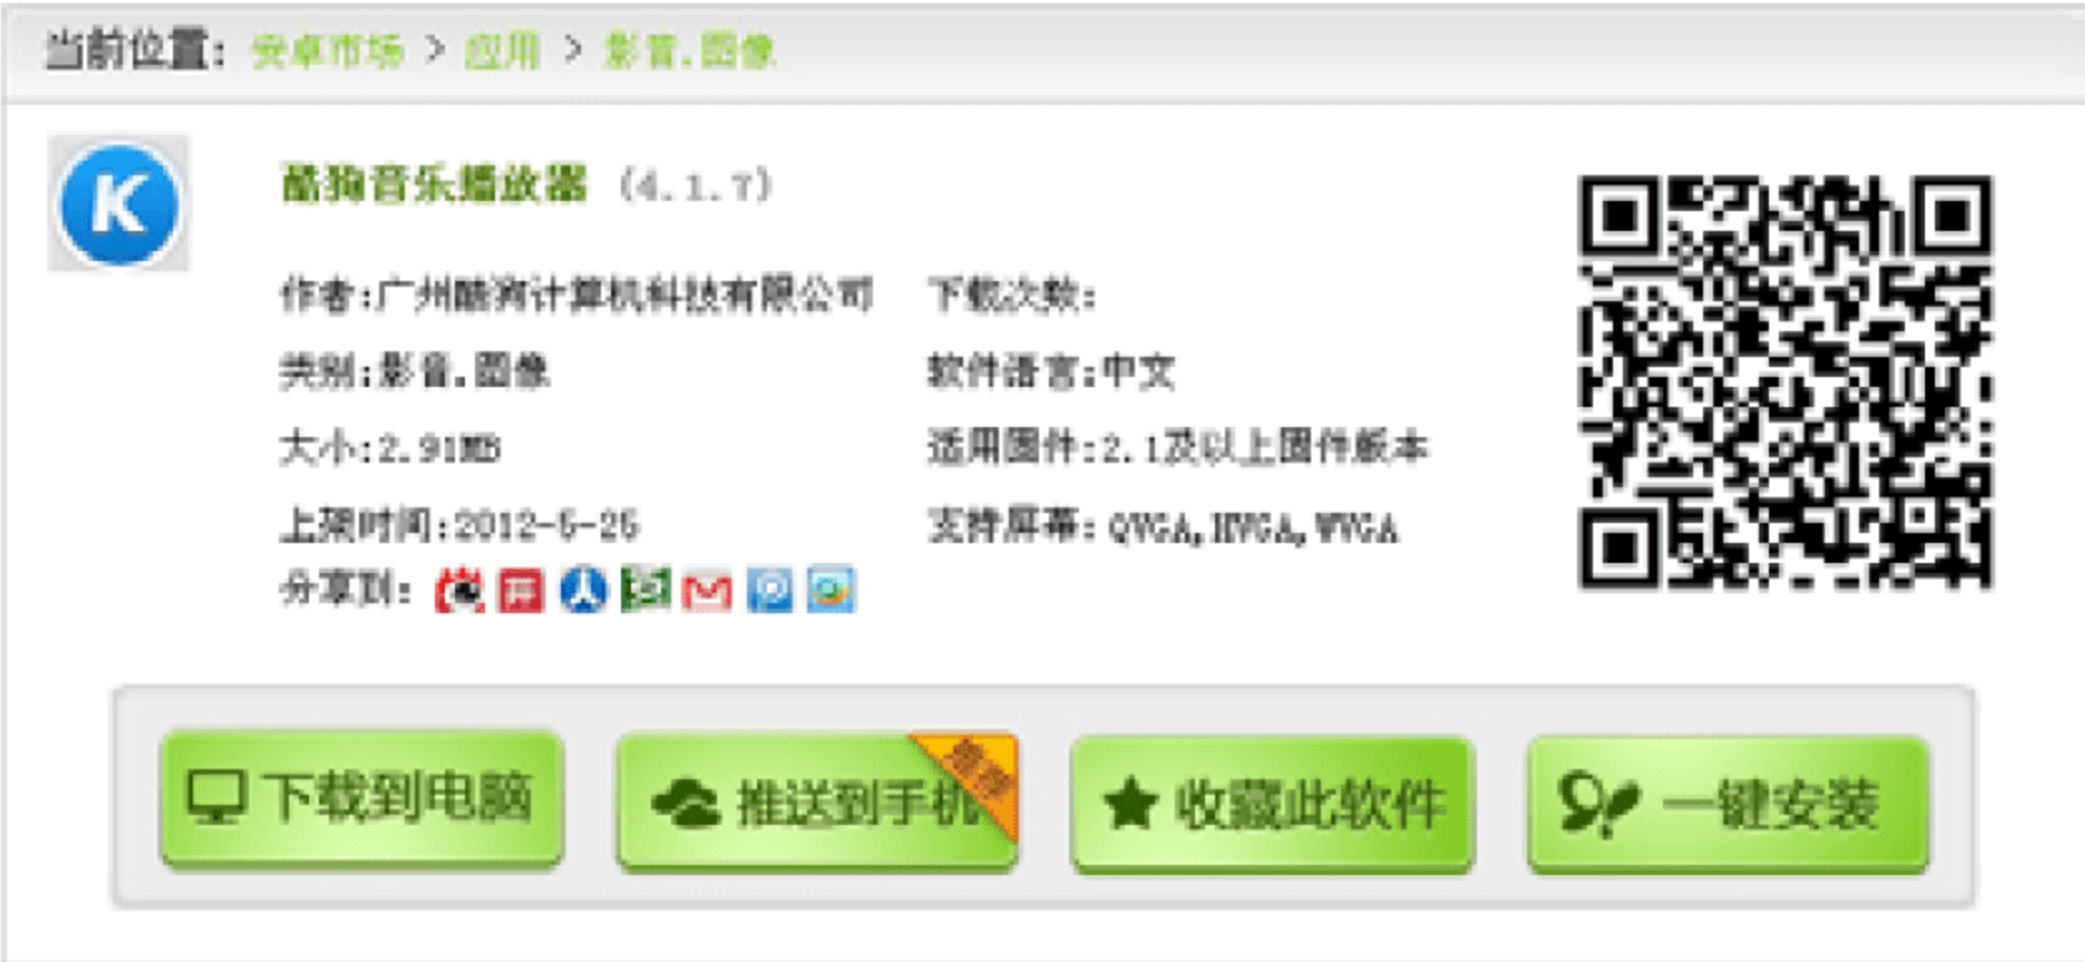 当前位置: 安卓市场 > 应用 > 影音.图像
K
酷狗音乐播放器 (4.1.7)
作者:广州酷狗计算机科技有限公司 下载次数:
类别:影音.图像 软件语言:中文
大小:2.91MB 适用固件:2.1及以上固件版本
上架时间:2012-5-25 支持屏幕: QVGA,HVGA,WVGA
分享到:
下载到电脑 推送到手机 收藏此软件 一键安装